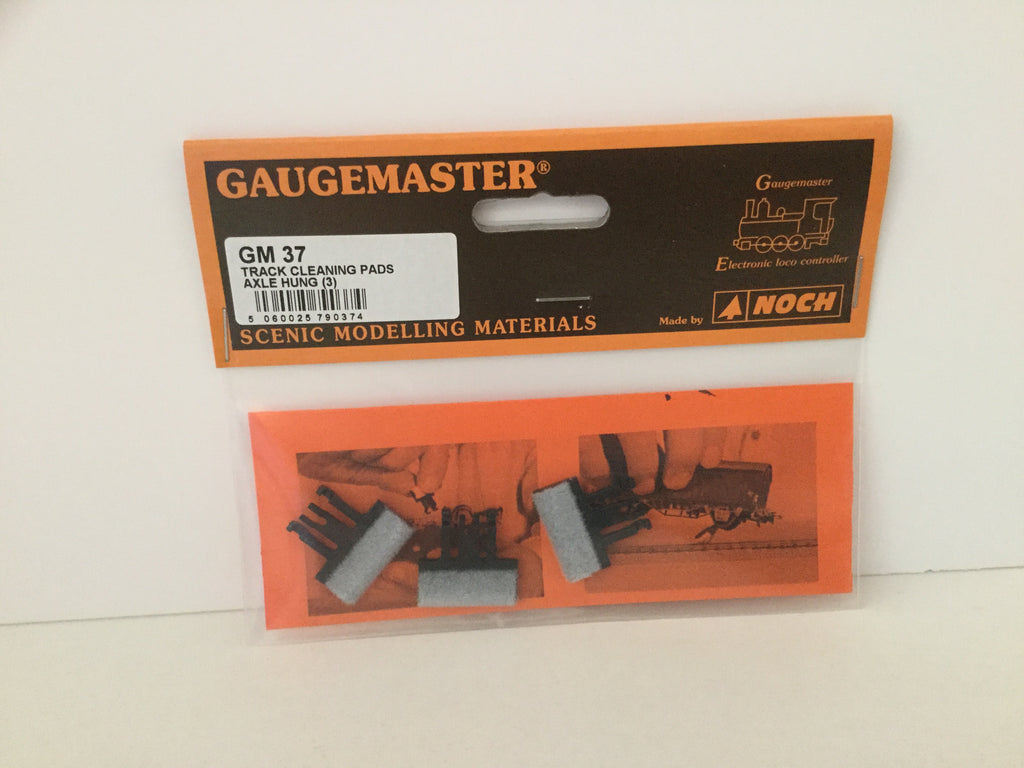 GAUGEMASTER®
Gaugemaster
Electronic loco controller
GM 37
TRACK CLEANING PADS
AXLE HUNG (3)
5 060025 790374
SCENIC MODELLING MATERIALS
Made by NOCH